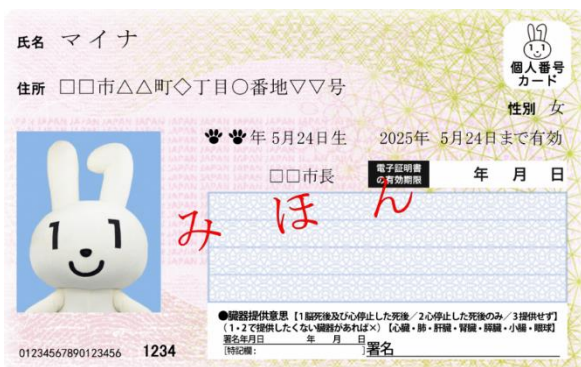 氏名 マイナ
個人番号
カード
住所 □□市△△町◇丁目○番地▽▽号
性別 女
年 5月24日生 2025年 5月24日まで有効
□□市長 電子証明書の有効期限 年 月 日
みほん
●臓器提供意思【1脳死後及び心停止した死後／2心停止した死後のみ／3提供せず】
(1・2で提供したくない臓器があれば×)【心臓・肺・肝臓・腎臓・膵臓・小腸・眼球】
署名年月日 年 月 日
[特記欄: ]署名
01234567890123456 1234